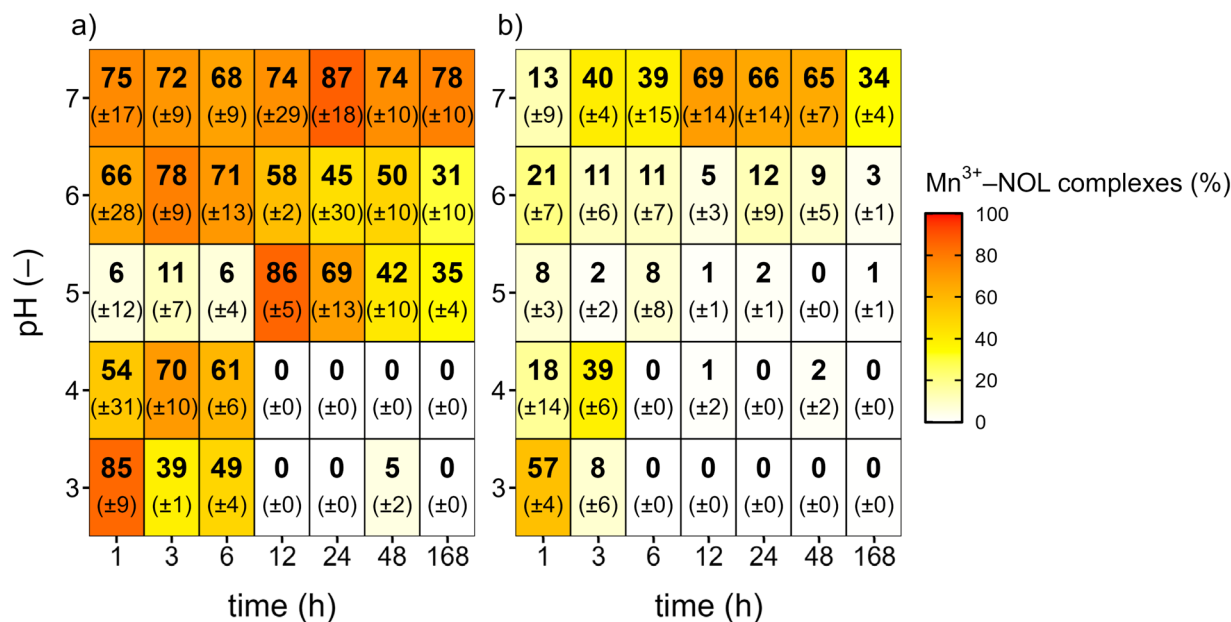 a)
b)
75 72 68 74 87 74 78
(±17) (±9) (±9) (±29) (±18) (±10) (±10)
66 78 71 58 45 50 31
(±28) (±9) (±13) (±2) (±30) (±10) (±10)
6 11 6 86 69 42 35
(±12) (±7) (±4) (±5) (±13) (±10) (±4)
54 70 61 0 0 0 0
(±31) (±10) (±6) (±0) (±0) (±0) (±0)
85 39 49 0 0 5 0
(±9) (±1) (±4) (±0) (±0) (±2) (±0)
7
6
5
4
3
pH (−)
1 3 6 12 24 48 168
time (h)
13 40 39 69 66 65 34
(±9) (±4) (±15) (±14) (±14) (±7) (±4)
21 11 11 5 12 9 3
(±7) (±6) (±7) (±3) (±9) (±5) (±1)
8 2 8 1 2 0 1
(±3) (±2) (±8) (±1) (±1) (±0) (±1)
18 39 0 1 0 2 0
(±14) (±6) (±0) (±2) (±0) (±2) (±0)
57 8 0 0 0 0 0
(±4) (±6) (±0) (±0) (±0) (±0) (±0)
1 3 6 12 24 48 168
time (h)
Mn³⁺−NOL complexes (%)
100
80
60
40
20
0